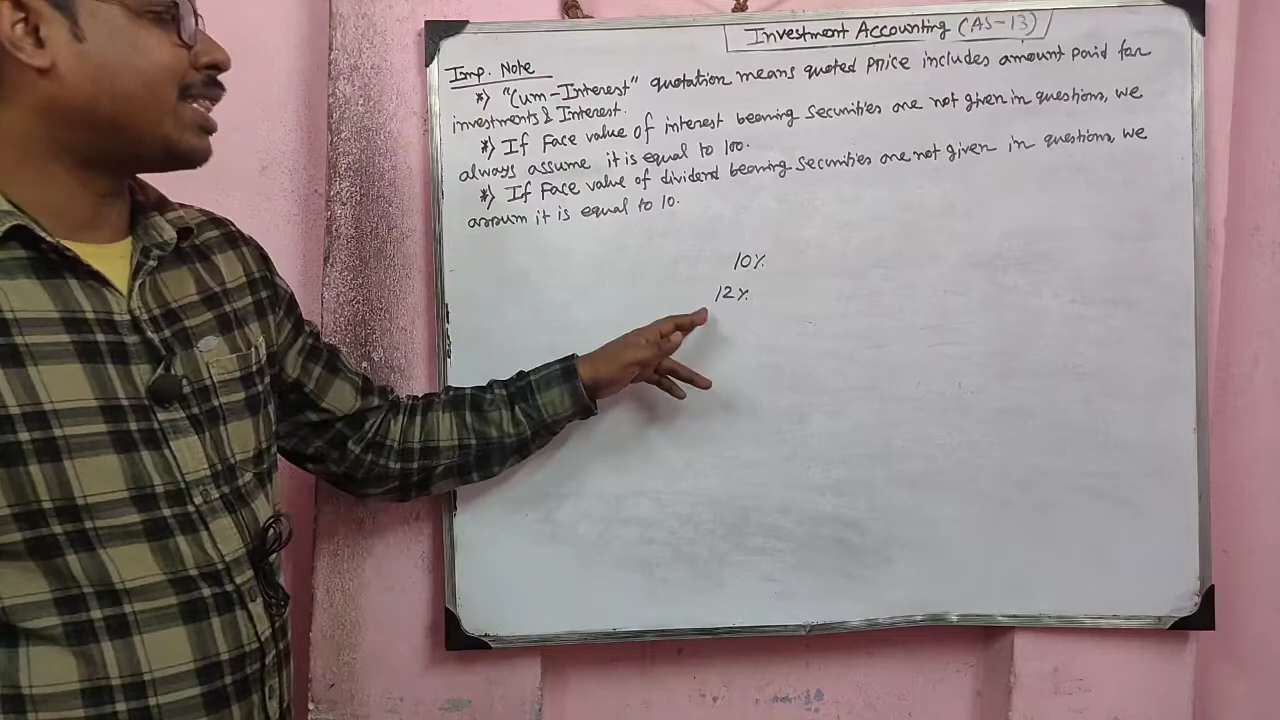 Investment Accounting (AS-13)
Imp. Note
*) "Cum-Interest" quotation means quoted price includes amount paid for
investments & Interest.
*) If Face value of interest bearing securities are not given in questions, we
always assume it is equal to 100.
*) If Face value of dividend bearing securities are not given in questions, we
assum it is equal to 10.
10%
12%